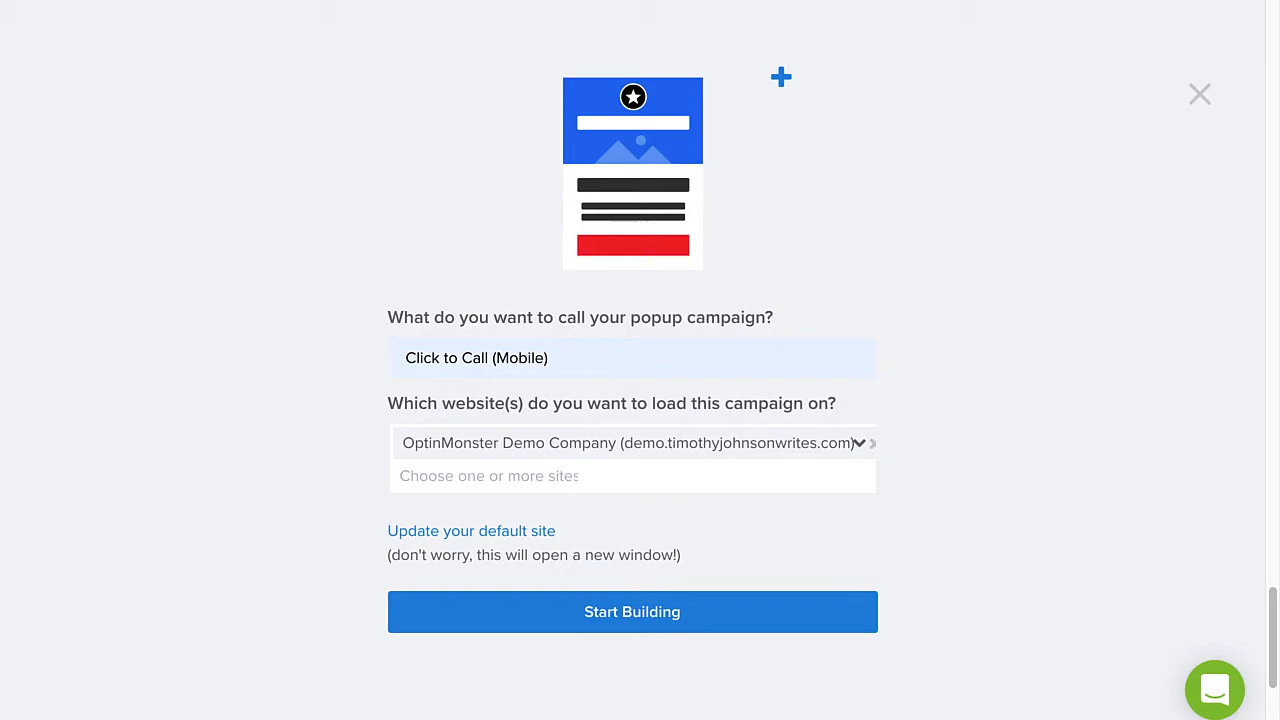 What do you want to call your popup campaign?
Click to Call (Mobile)
Which website(s) do you want to load this campaign on?
OptinMonster Demo Company (demo.timothyjohnsonwrites.com)
Choose one or more sites
Update your default site
(don't worry, this will open a new window!)
Start Building